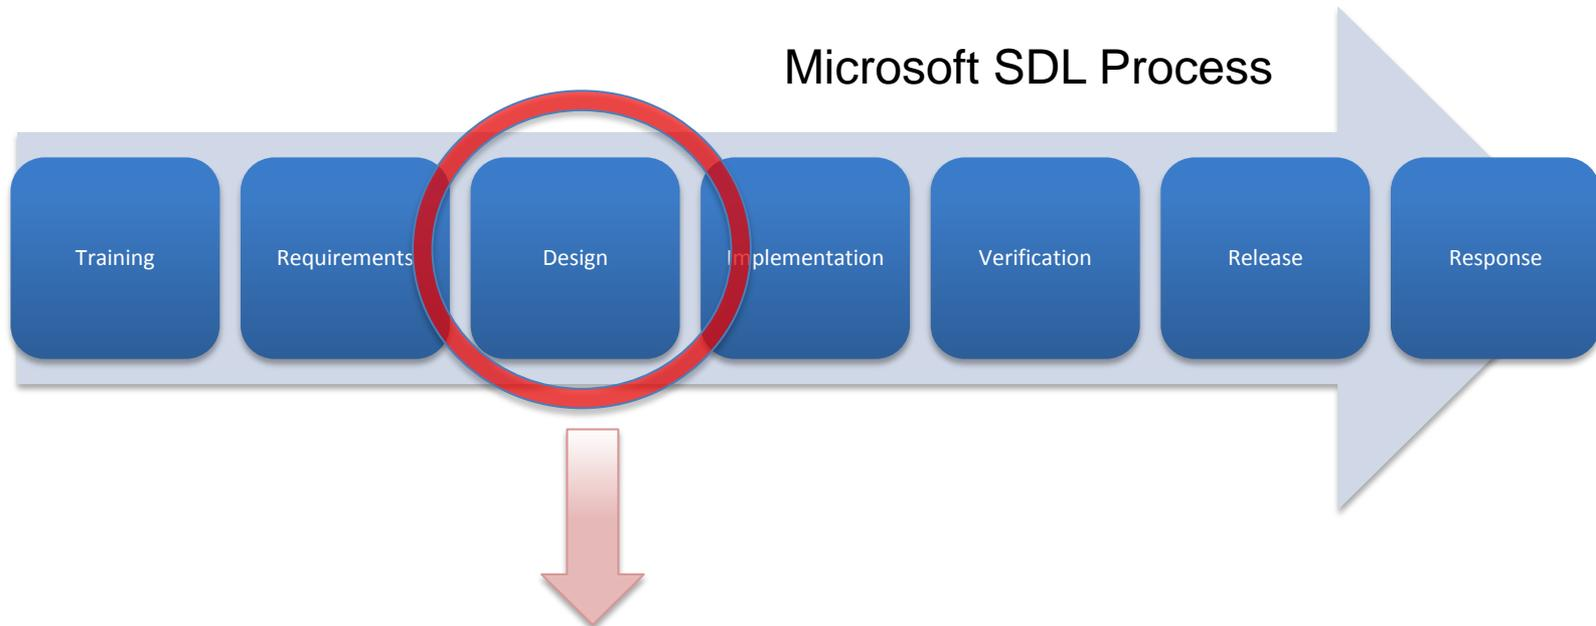 Microsoft SDL Process
Training
Requirements
Design
Implementation
Verification
Release
Response